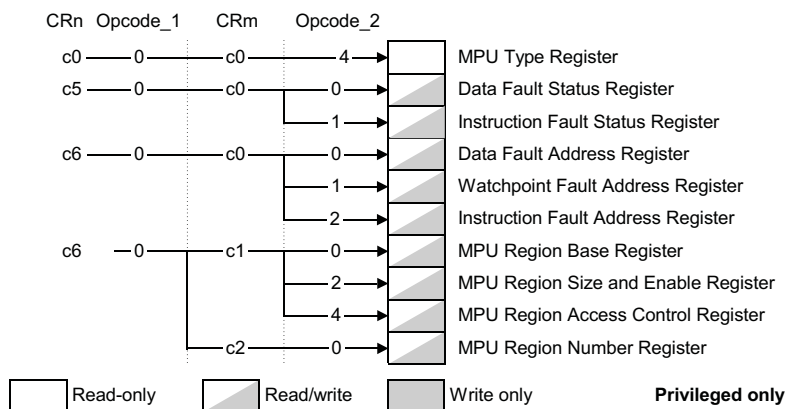 CRn Opcode_1 CRm Opcode_2
c0 0 c0 4 MPU Type Register
c5 0 c0 0 Data Fault Status Register
1 Instruction Fault Status Register
c6 0 c0 0 Data Fault Address Register
1 Watchpoint Fault Address Register
2 Instruction Fault Address Register
c6 0 c1 0 MPU Region Base Register
2 MPU Region Size and Enable Register
4 MPU Region Access Control Register
c2 0 MPU Region Number Register
Read-only Read/write Write only Privileged only